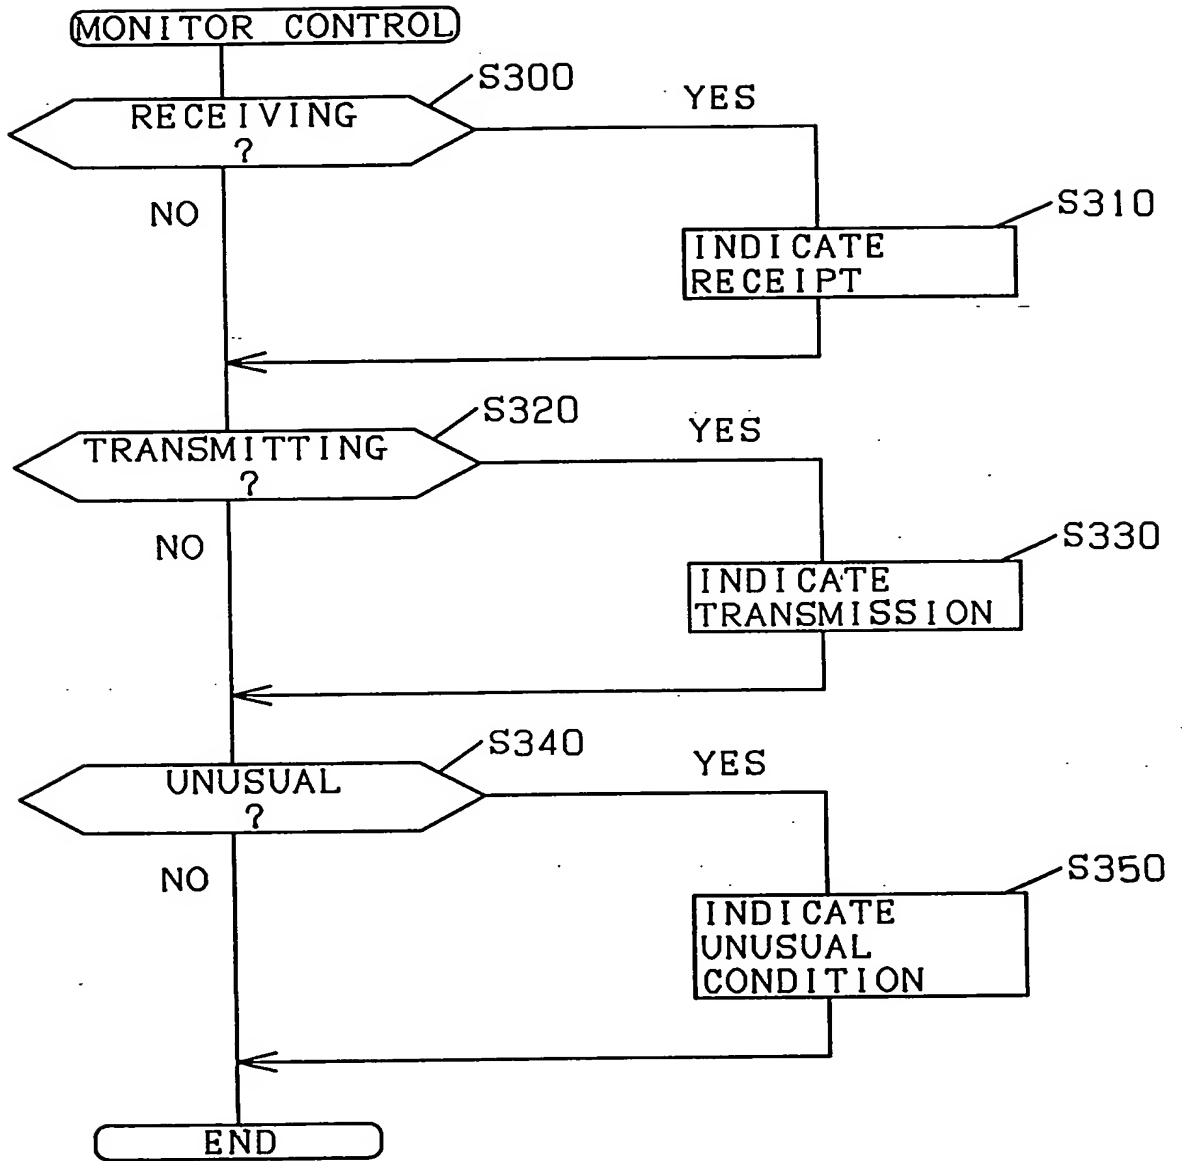 MONITOR CONTROL
S300
RECEIVING
?
YES
NO
S310
INDICATE
RECEIPT
S320
TRANSMITTING
?
YES
NO
S330
INDICATE
TRANSMISSION
S340
UNUSUAL
?
YES
NO
S350
INDICATE
UNUSUAL
CONDITION
END